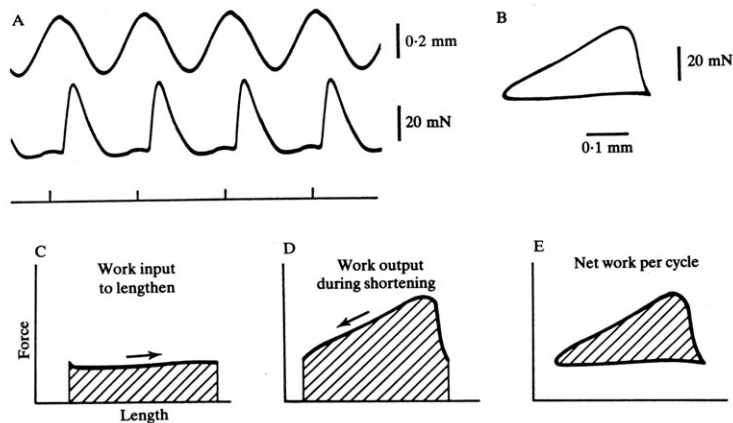 A
0·2 mm
20 mN
B
20 mN
0·1 mm
C
Work input
to lengthen
Force
Length
D
Work output
during shortening
E
Net work per cycle